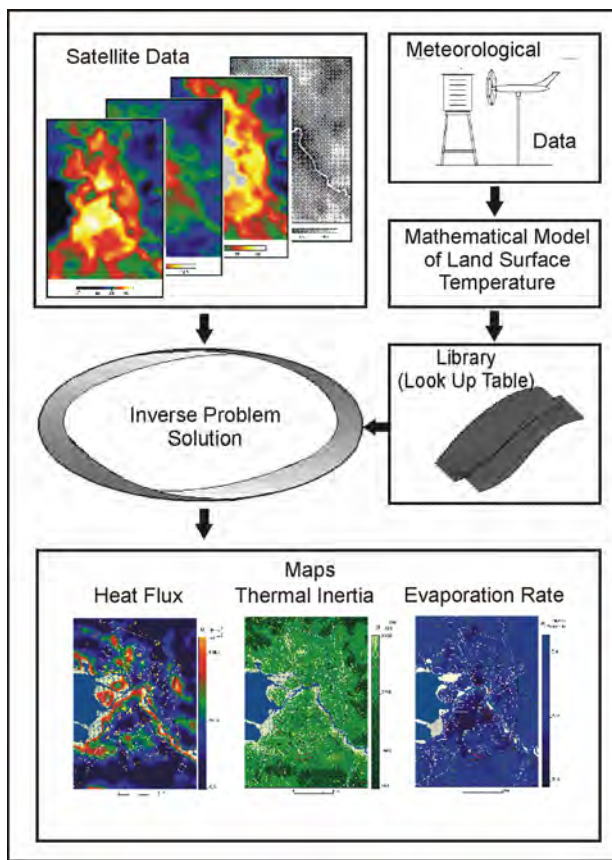 Satellite Data
Meteorological
Data
Mathematical Model
of Land Surface
Temperature
Library
(Look Up Table)
Inverse Problem
Solution
Maps
Heat Flux
Thermal Inertia
Evaporation Rate